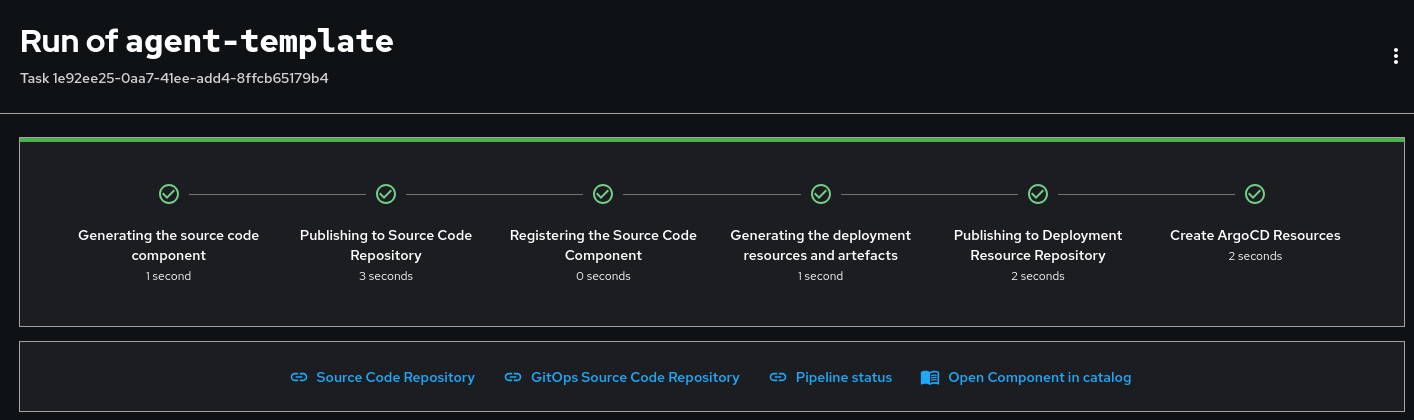 Run of agent-template
Task 1e92ee25-0aa7-41ee-add4-8ffcb65179b4
Generating the source code
component
1 second
Publishing to Source Code
Repository
3 seconds
Registering the Source Code
Component
0 seconds
Generating the deployment
resources and artefacts
1 second
Publishing to Deployment
Resource Repository
2 seconds
Create ArgoCD Resources
2 seconds
Source Code Repository
GitOps Source Code Repository
Pipeline status
Open Component in catalog